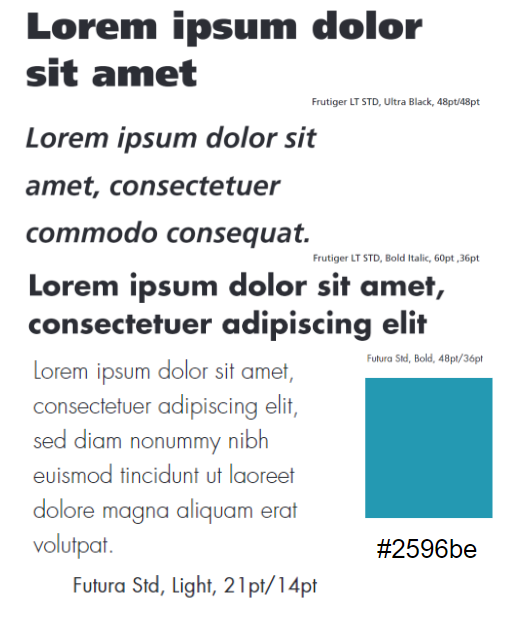 Lorem ipsum dolor
sit amet
Frutiger LT STD, Ultra Black, 48pt/48pt
Lorem ipsum dolor sit
amet, consectetuer
commodo consequat.
Frutiger LT STD, Bold Italic, 60pt ,36pt
Lorem ipsum dolor sit amet,
consectetuer adipiscing elit
Futura Std, Bold, 48pt/36pt
Lorem ipsum dolor sit amet,
consectetuer adipiscing elit,
sed diam nonummy nibh
euismod tincidunt ut laoreet
dolore magna aliquam erat
volutpat.
Futura Std, Light, 21pt/14pt
#2596be